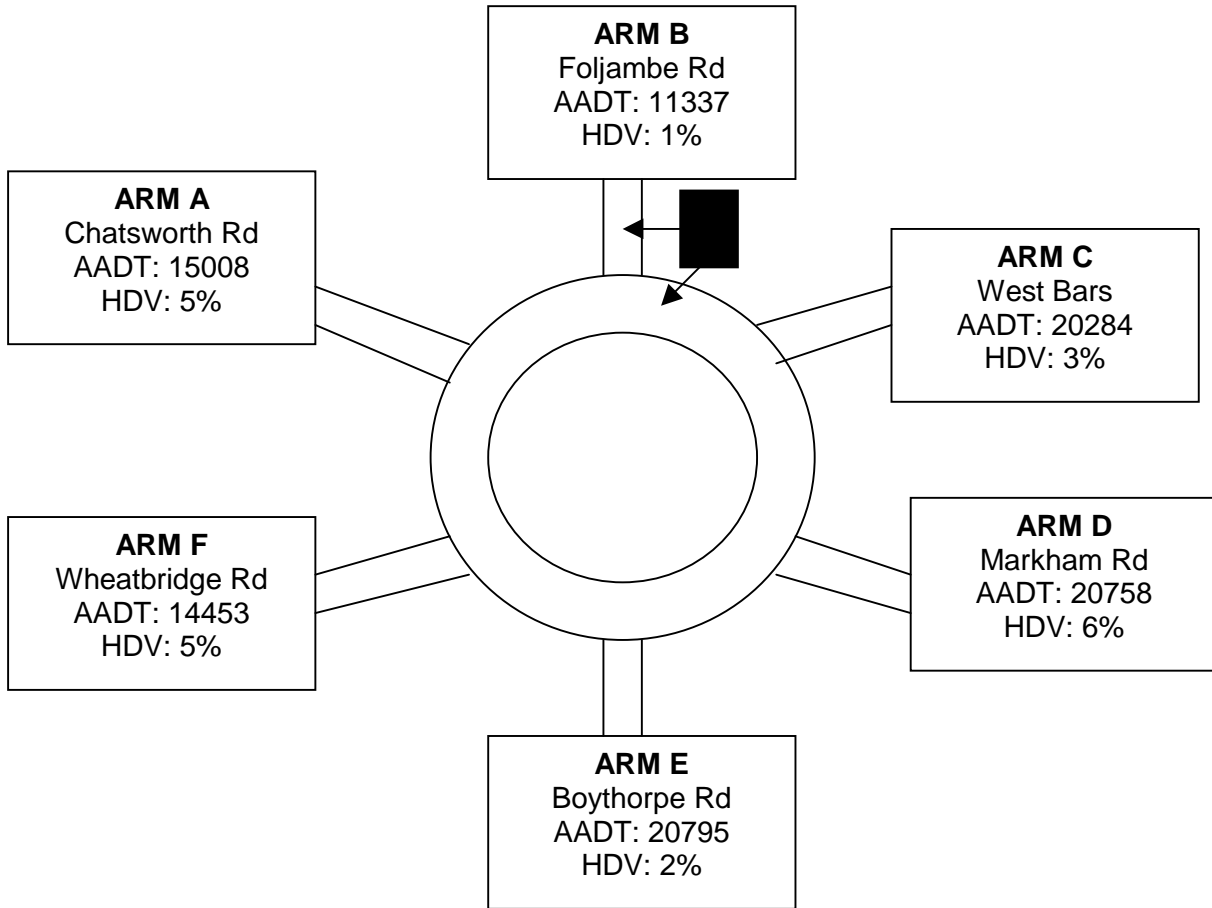 ARM B
Foljambe Rd
AADT: 11337
HDV: 1%
ARM A
Chatsworth Rd
AADT: 15008
HDV: 5%
ARM C
West Bars
AADT: 20284
HDV: 3%
ARM F
Wheatbridge Rd
AADT: 14453
HDV: 5%
ARM D
Markham Rd
AADT: 20758
HDV: 6%
ARM E
Boythorpe Rd
AADT: 20795
HDV: 2%